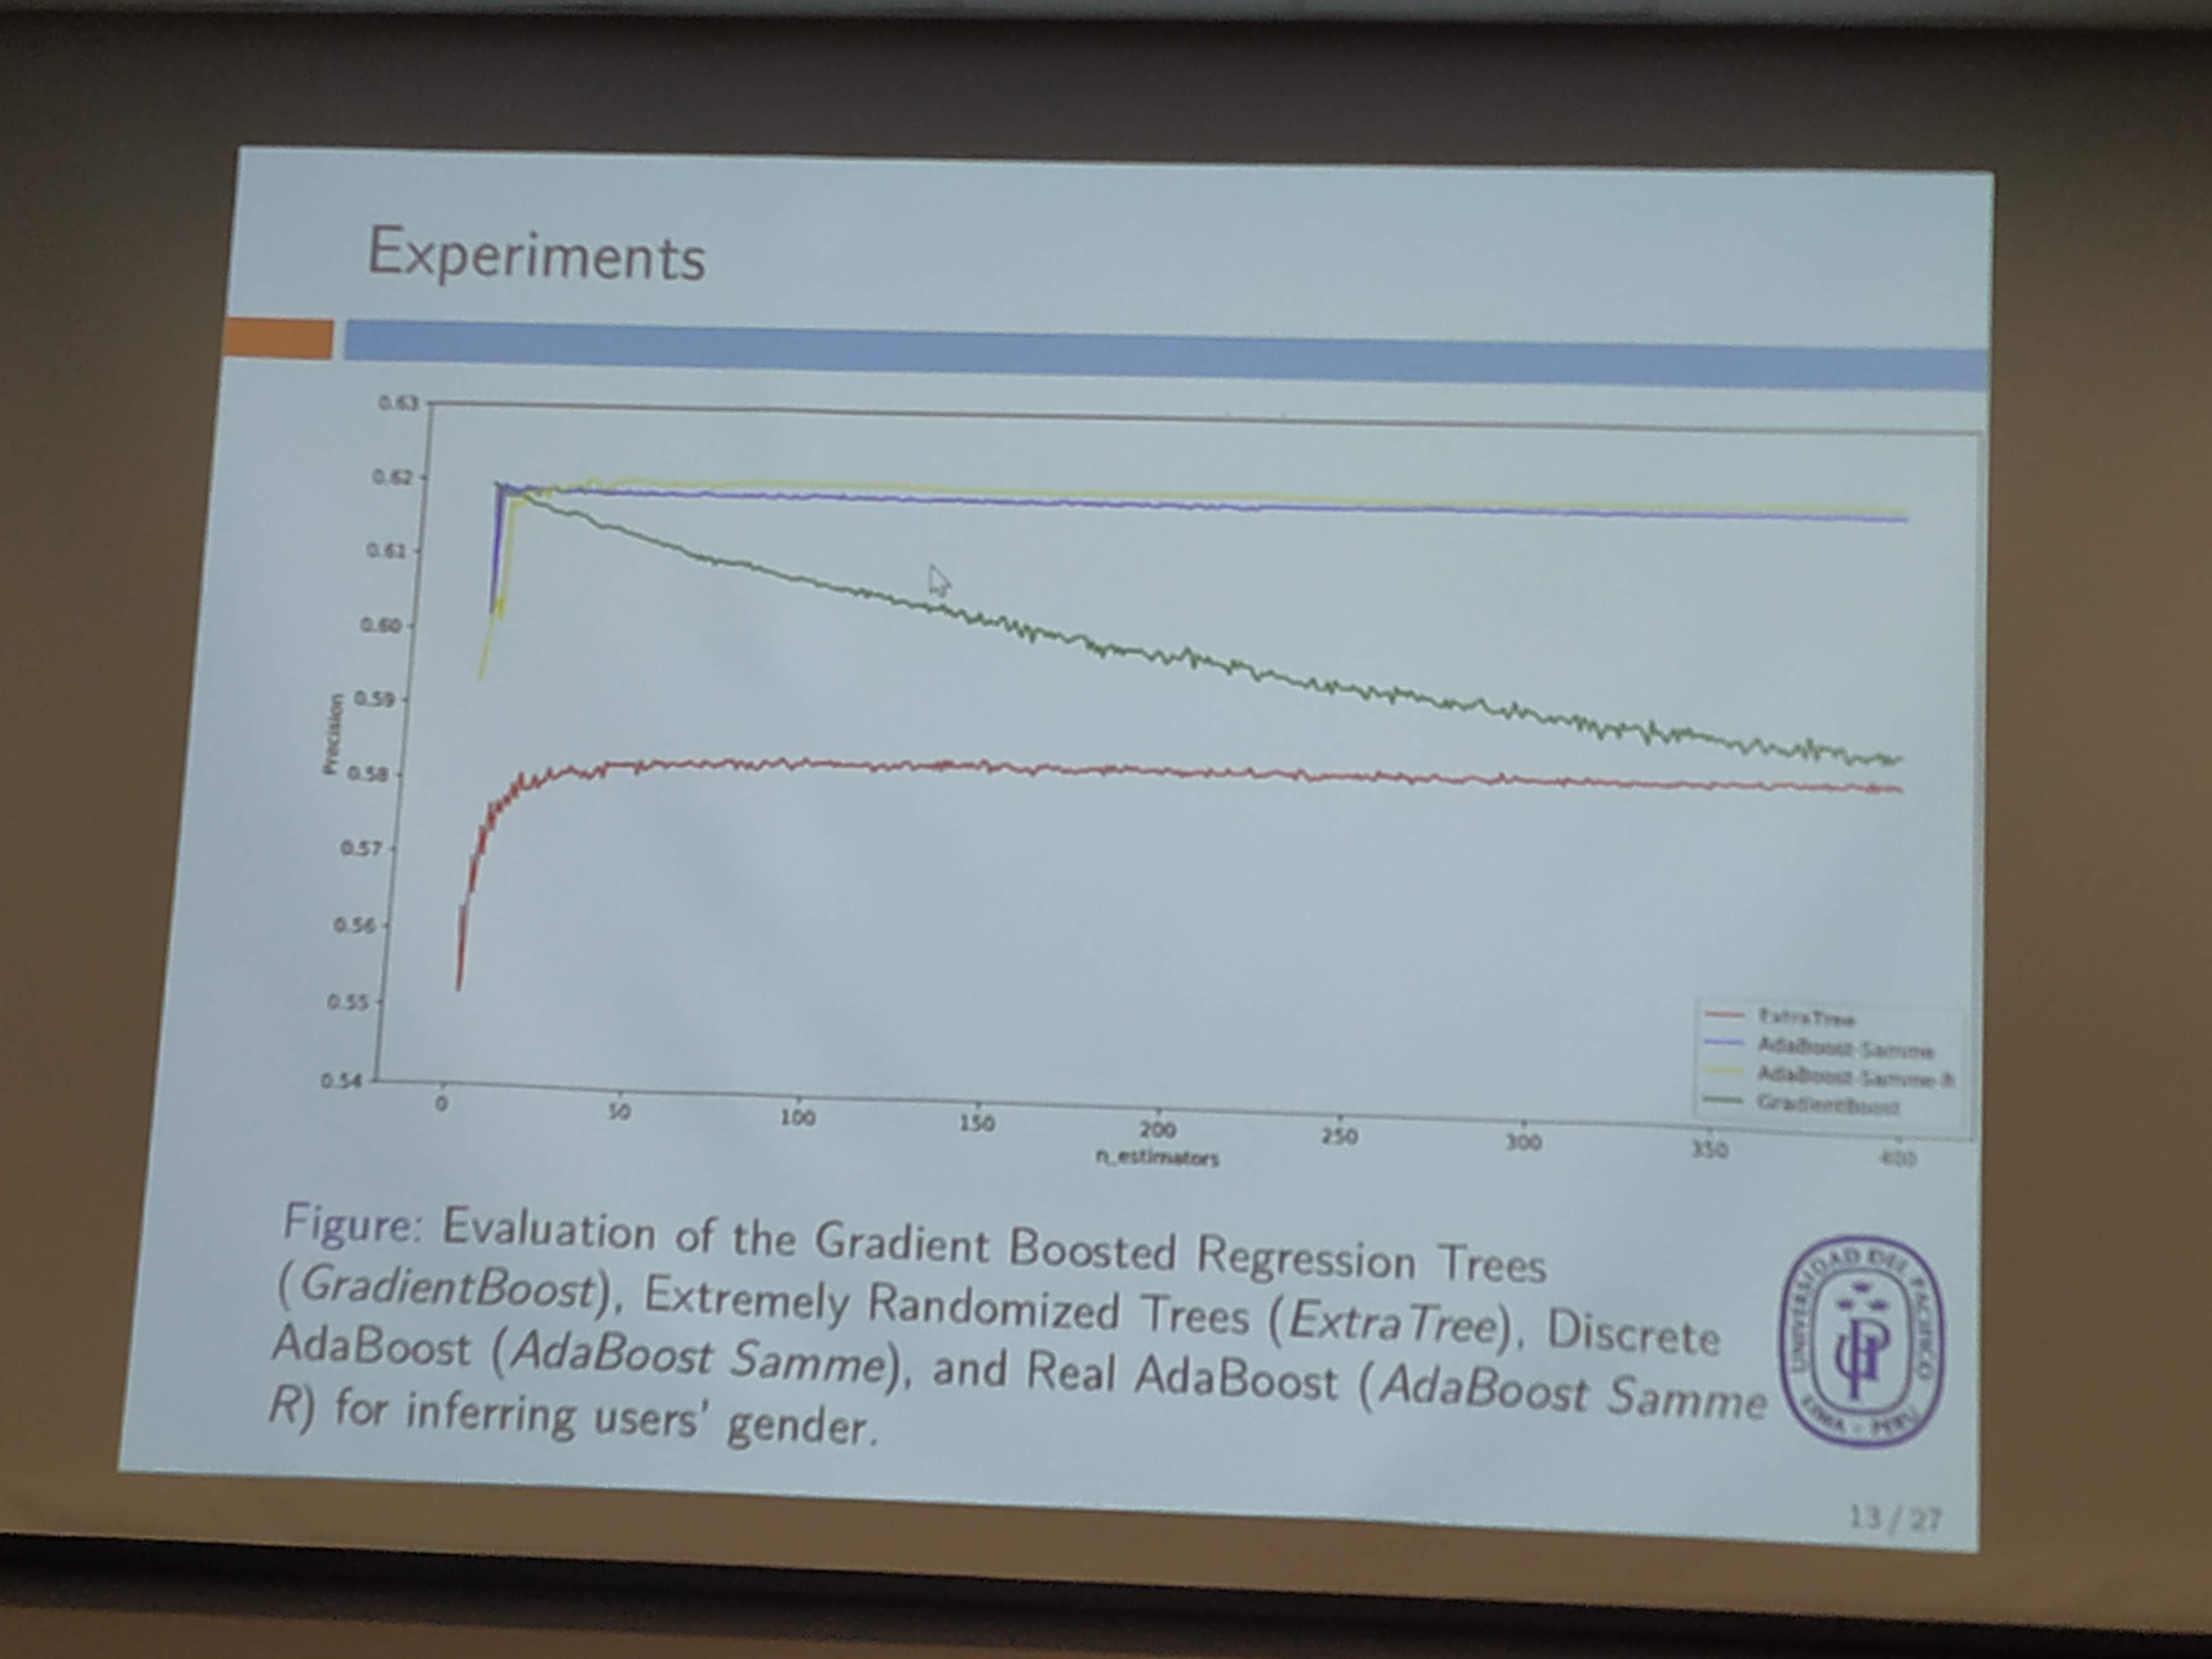 Experiments
0.63
0.62
0.61
0.60
0.59
0.58
0.57
0.56
0.55
0.54
Precision
0 50 100 150 200 250 300 350 400
n_estimators
ExtraTree
AdaBoost-Samme
AdaBoost-Samme-R
GradientBoost
Figure: Evaluation of the Gradient Boosted Regression Trees
(GradientBoost), Extremely Randomized Trees (ExtraTree), Discrete
AdaBoost (AdaBoost Samme), and Real AdaBoost (AdaBoost Samme
R) for inferring users' gender.
UNIVERSIDAD DEL PACIFICO
LIMA - PERU
13 / 27